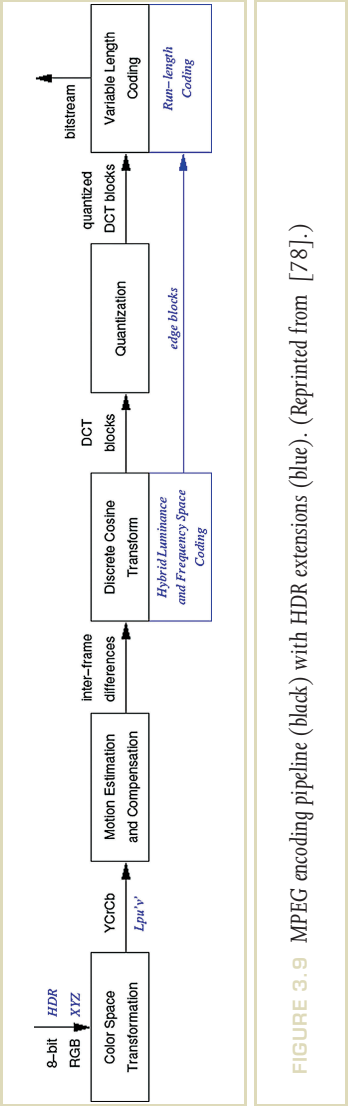 8-bit HDR
RGB XYZ
Color Space
Transformation
YCrCb
Lpu'v'
Motion Estimation
and Compensation
inter-frame
differences
Discrete Cosine
Transform
Hybrid Luminance
and Frequency Space
Coding
DCT
blocks
edge blocks
Quantization
quantized
DCT blocks
Variable Length
Coding
Run-length
Coding
bitstream
FIGURE 3.9 MPEG encoding pipeline (black) with HDR extensions (blue). (Reprinted from [78].)